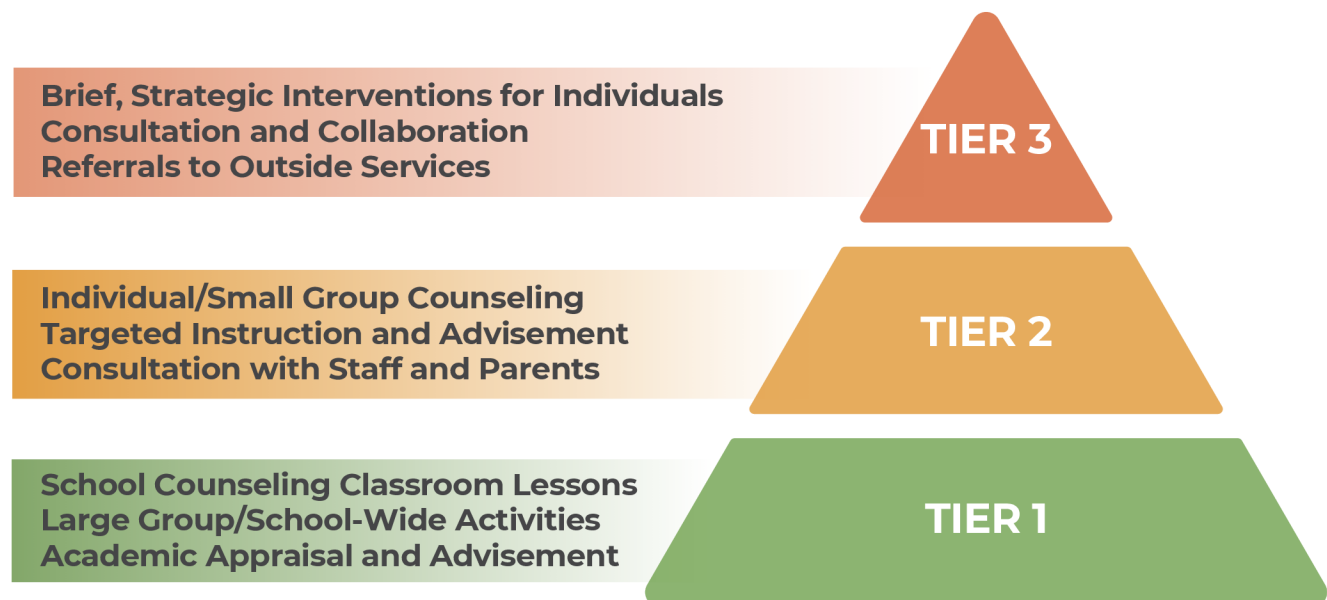 Brief, Strategic Interventions for Individuals
Consultation and Collaboration
Referrals to Outside Services
TIER 3
Individual/Small Group Counseling
Targeted Instruction and Advisement
Consultation with Staff and Parents
TIER 2
School Counseling Classroom Lessons
Large Group/School-Wide Activities
Academic Appraisal and Advisement
TIER 1